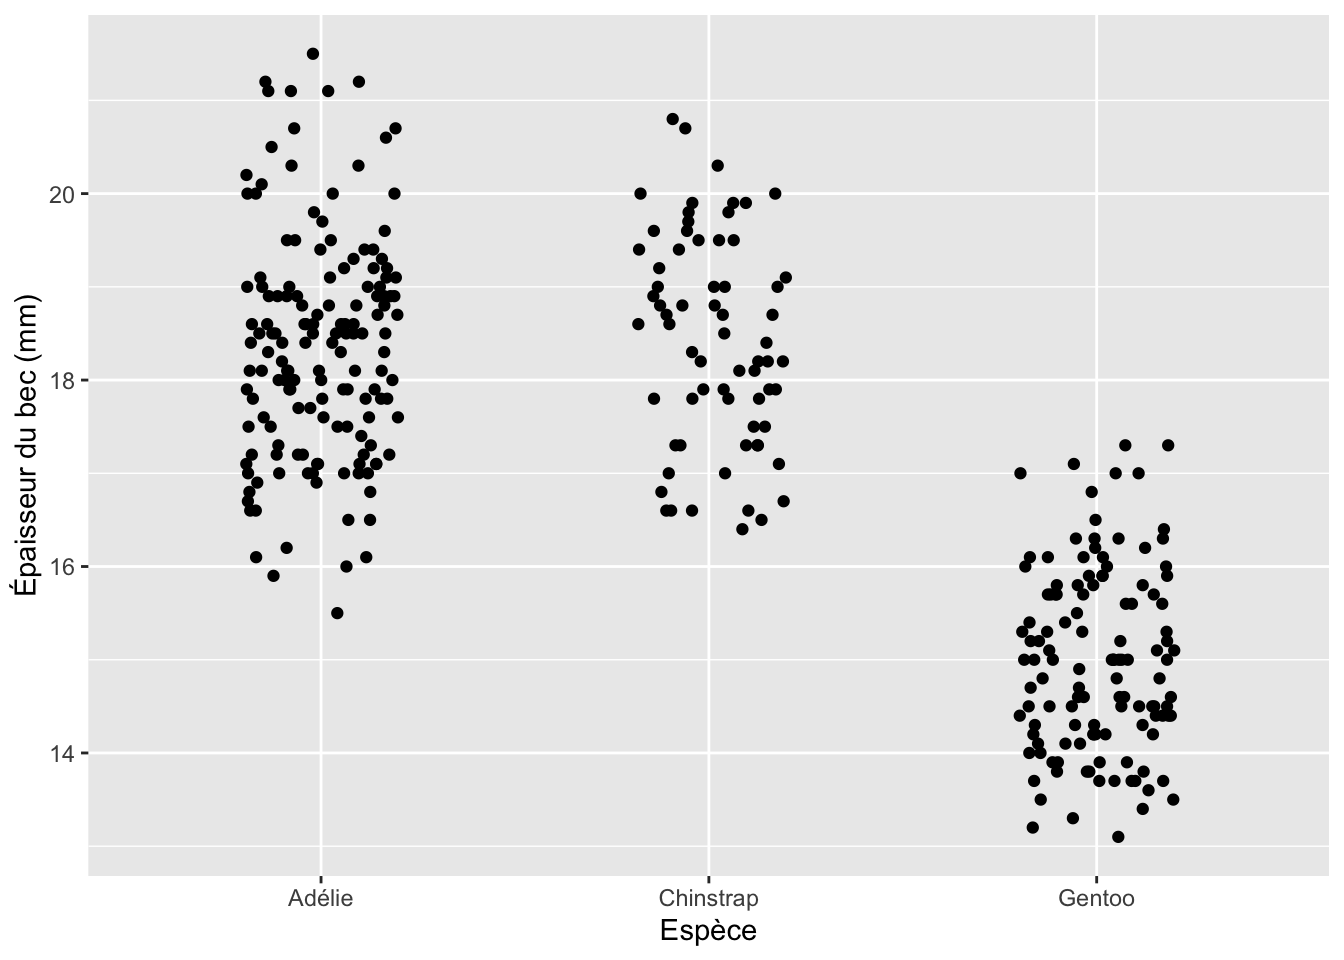 Épaisseur du bec (mm)
20
18
16
14
Adélie
Chinstrap
Gentoo
Espèce